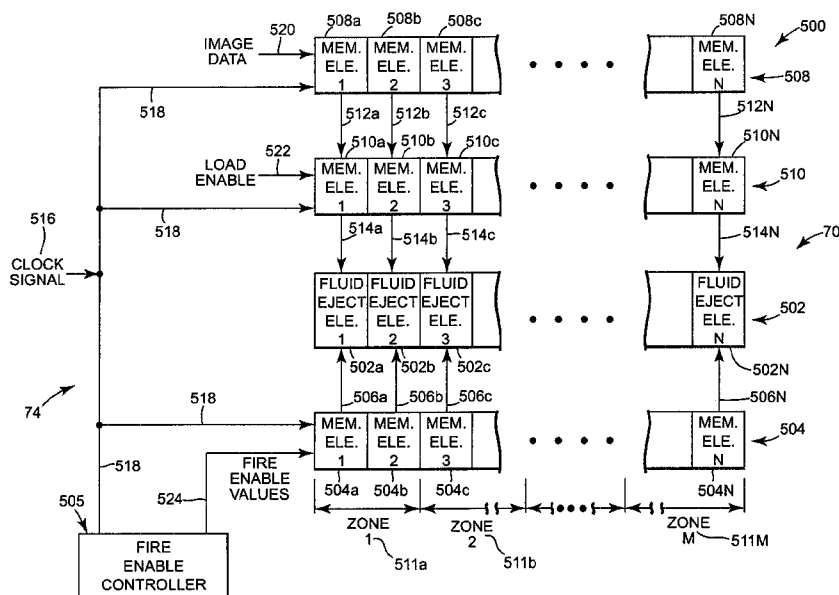 508a 508b 508c 508N 500
IMAGE DATA 520
MEM. ELE. 1 MEM. ELE. 2 MEM. ELE. 3 MEM. ELE. N 508
518 512a 512b 512c 512N
510a 510b 510c 510N
LOAD ENABLE 522
MEM. ELE. 1 MEM. ELE. 2 MEM. ELE. 3 MEM. ELE. N 510
518 514a 514b 514c 514N 70
516
CLOCK SIGNAL
FLUID EJECT ELE. 1 FLUID EJECT ELE. 2 FLUID EJECT ELE. 3 FLUID EJECT ELE. N 502
502a 502b 502c 502N
74 518 506a 506b 506c 506N
MEM. ELE. 1 MEM. ELE. 2 MEM. ELE. 3 MEM. ELE. N 504
518 524 FIRE ENABLE VALUES 504a 504b 504c 504N
505 ZONE 1 ZONE 2 ZONE M
FIRE ENABLE CONTROLLER 511a 511b 511M